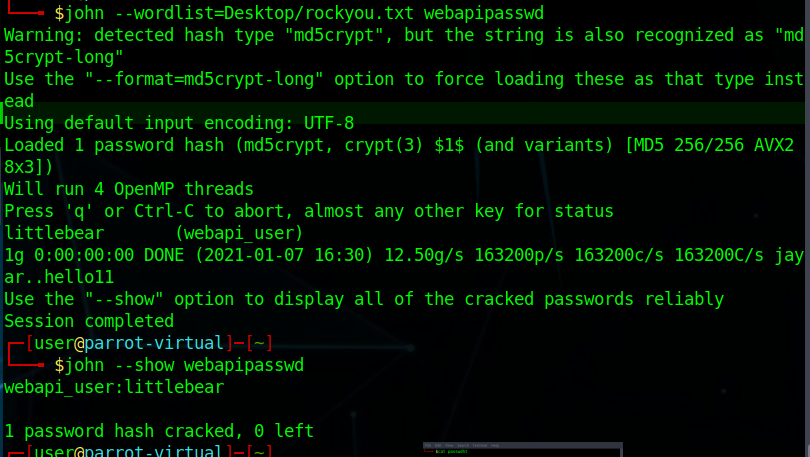 $john --wordlist=Desktop/rockyou.txt webapipasswd
Warning: detected hash type "md5crypt", but the string is also recognized as "md
5crypt-long"
Use the "--format=md5crypt-long" option to force loading these as that type inst
ead
Using default input encoding: UTF-8
Loaded 1 password hash (md5crypt, crypt(3) $1$ (and variants) [MD5 256/256 AVX2
8x3])
Will run 4 OpenMP threads
Press 'q' or Ctrl-C to abort, almost any other key for status
littlebear       (webapi_user)
1g 0:00:00:00 DONE (2021-01-07 16:30) 12.50g/s 163200p/s 163200c/s 163200C/s jay
ar..hello11
Use the "--show" option to display all of the cracked passwords reliably
Session completed
[user@parrot-virtual]─[~]
$john --show webapipasswd
webapi_user:littlebear
1 password hash cracked, 0 left
[user@parrot-virtual]─[~]